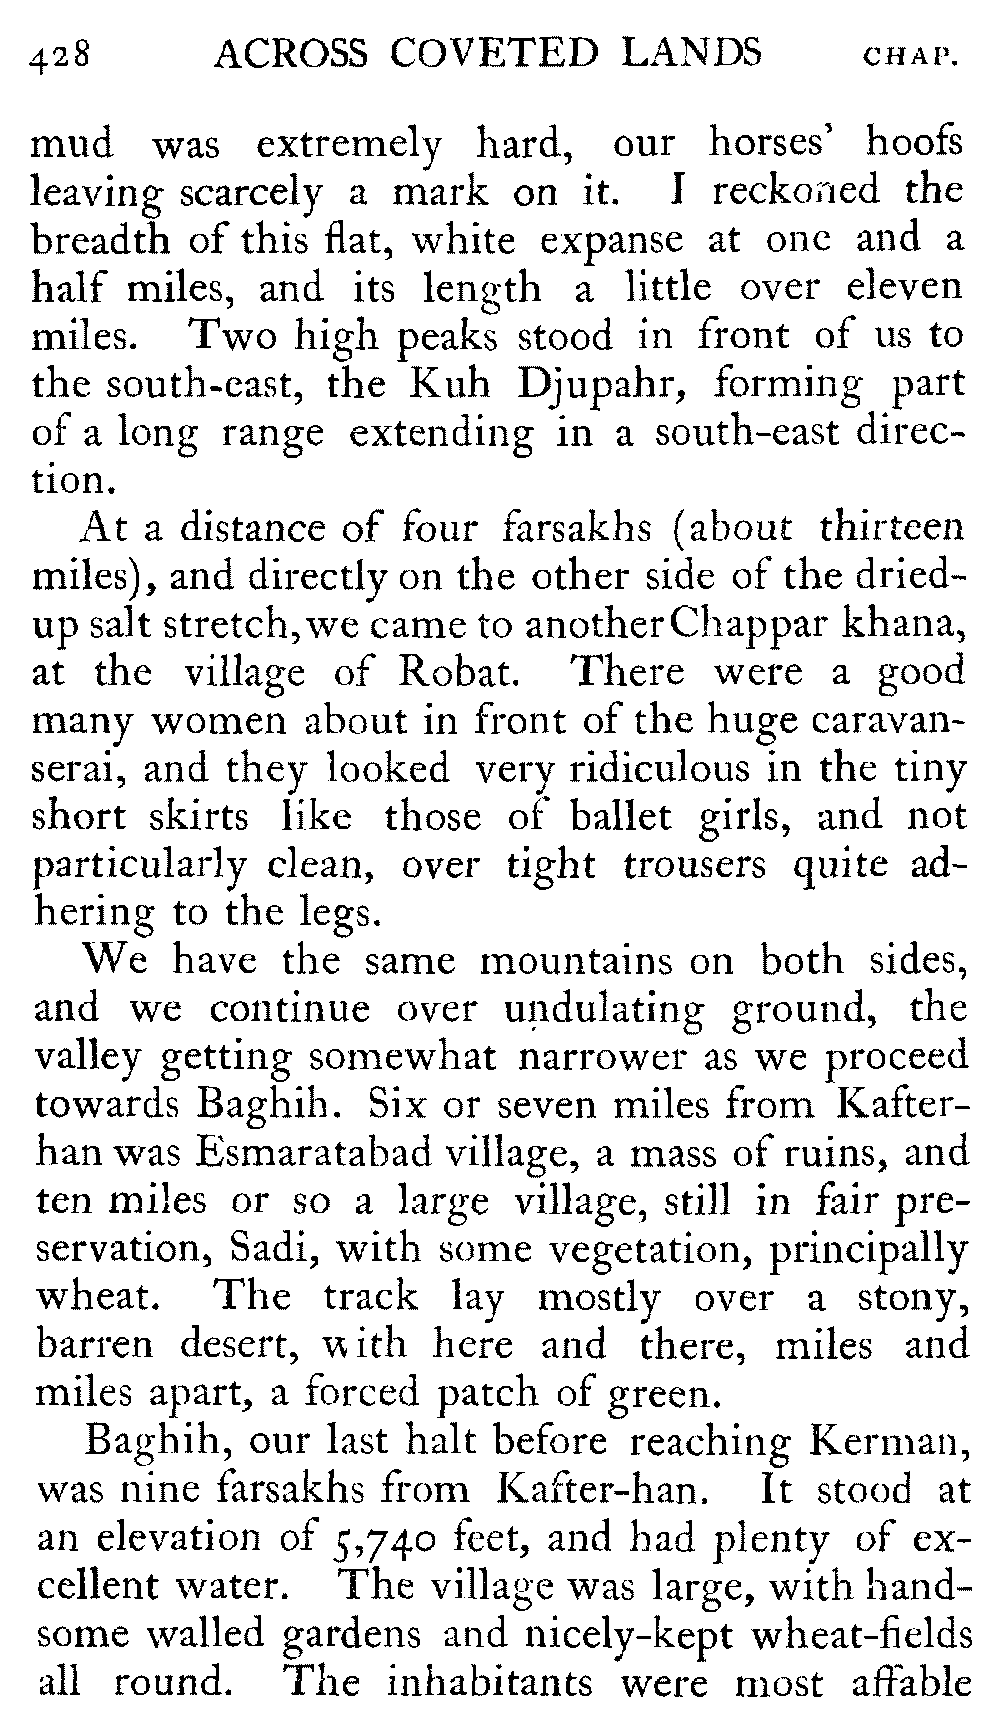 428 ACROSS COVETED LANDS CHAP.
mud was extremely hard, our horses' hoofs
leaving scarcely a mark on it. I reckoned the
breadth of this flat, white expanse at one and a
half miles, and its length a little over eleven
miles. Two high peaks stood in front of us to
the south-east, the Kuh Djupahr, forming part
of a long range extending in a south-east direc-
tion.
At a distance of four farsakhs (about thirteen
miles), and directly on the other side of the dried-
up salt stretch, we came to another Chappar khana,
at the village of Robat. There were a good
many women about in front of the huge caravan-
serai, and they looked very ridiculous in the tiny
short skirts like those of ballet girls, and not
particularly clean, over tight trousers quite ad-
hering to the legs.
We have the same mountains on both sides,
and we continue over undulating ground, the
valley getting somewhat narrower as we proceed
towards Baghih. Six or seven miles from Kafter-
han was Esmaratabad village, a mass of ruins, and
ten miles or so a large village, still in fair pre-
servation, Sadi, with some vegetation, principally
wheat. The track lay mostly over a stony,
barren desert, with here and there, miles and
miles apart, a forced patch of green.
Baghih, our last halt before reaching Kerman,
was nine farsakhs from Kafter-han. It stood at
an elevation of 5,740 feet, and had plenty of ex-
cellent water. The village was large, with hand-
some walled gardens and nicely-kept wheat-fields
all round. The inhabitants were most affable